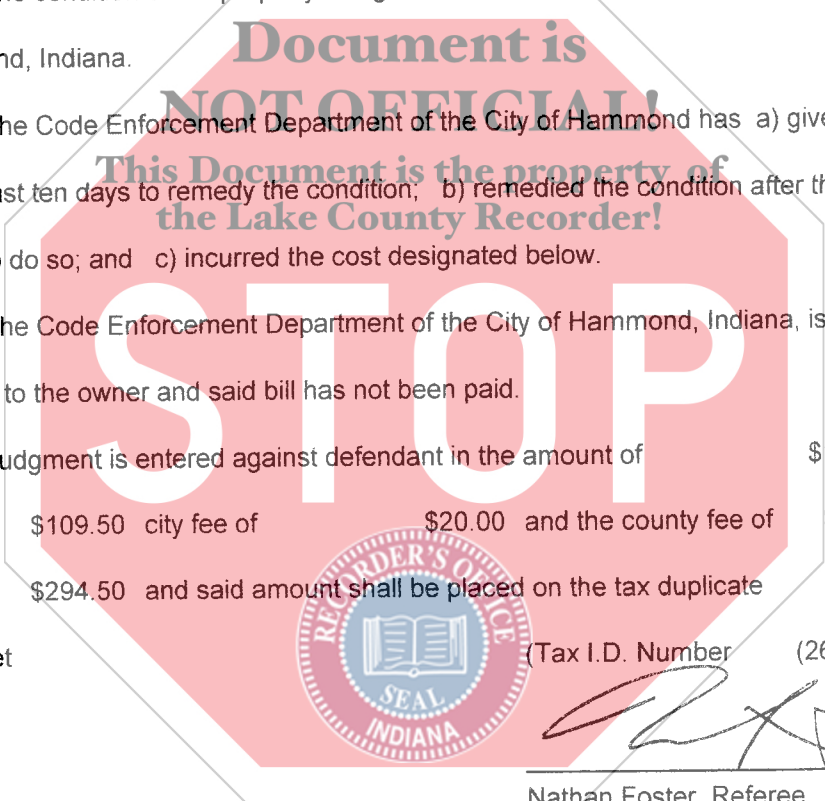 nd, Indiana.
Document is
NOT OFFICIAL!
he Code Enforcement Department of the City of Hammond has a) give
This Document is the property of
st ten days to remedy the condition; b) remedied the condition after th
the Lake County Recorder!
do so; and c) incurred the cost designated below.
STOP
he Code Enforcement Department of the City of Hammond, Indiana, is
to the owner and said bill has not been paid.
udgment is entered against defendant in the amount of $
$109.50 city fee of $20.00 and the county fee of
$294.50 and said amount shall be placed on the tax duplicate
et (Tax I.D. Number (26
RECORDER'S OFFICE
SEAL
INDIANA
Nathan Foster, Referee